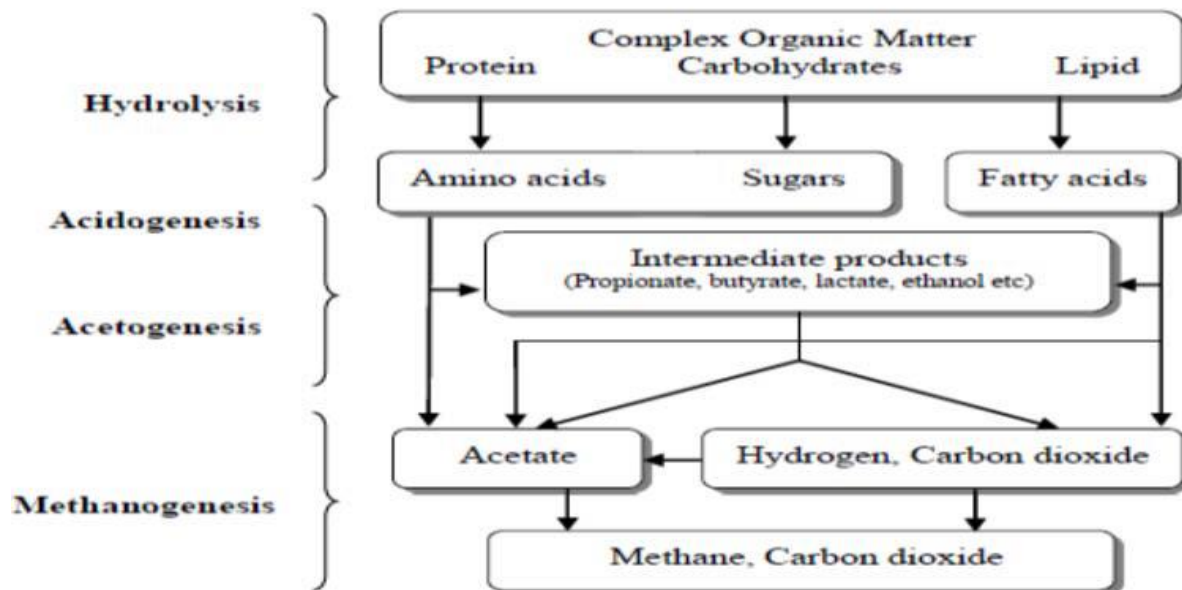 Complex Organic Matter
Protein Carbohydrates Lipid
Hydrolysis
Amino acids Sugars Fatty acids
Acidogenesis
Intermediate products
(Propionate, butyrate, lactate, ethanol etc)
Acetogenesis
Acetate Hydrogen, Carbon dioxide
Methanogenesis
Methane, Carbon dioxide